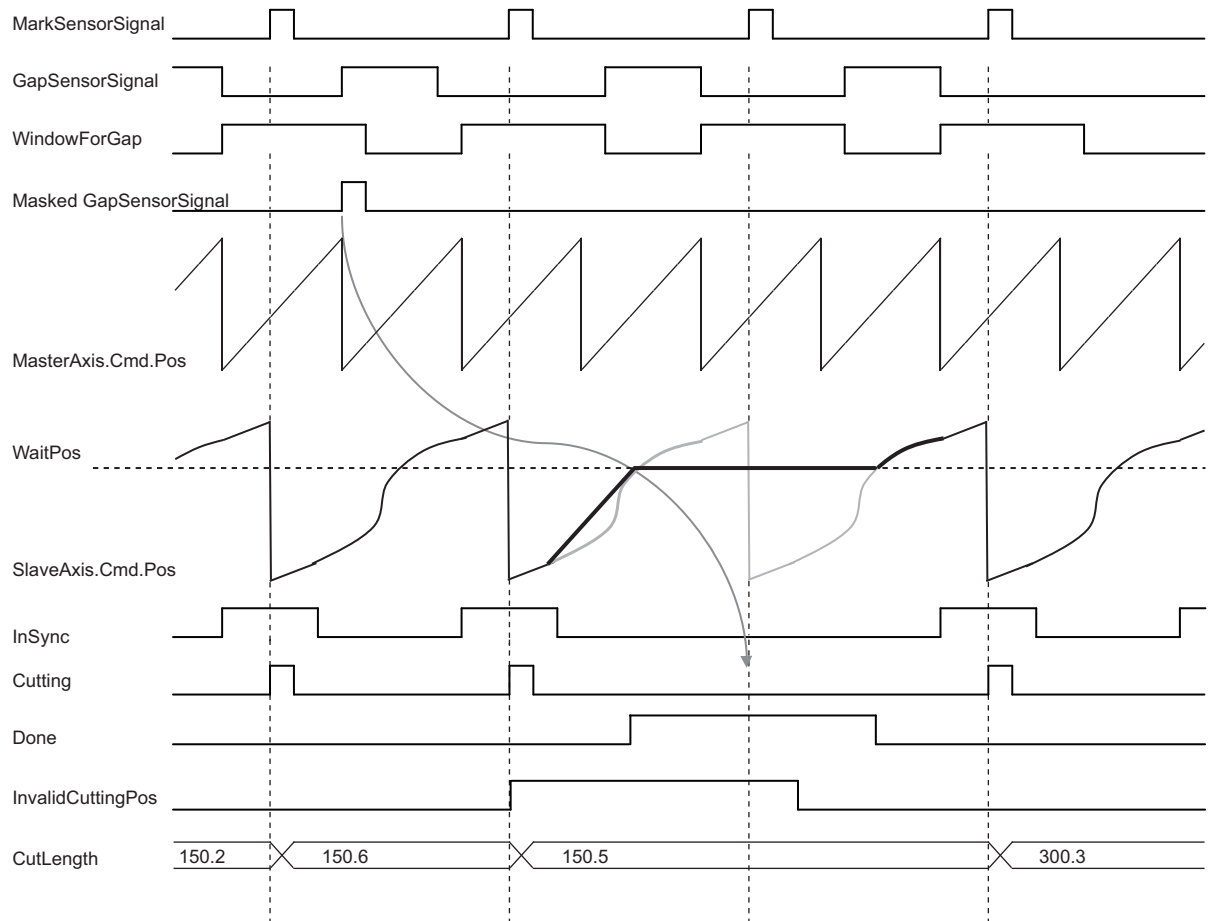 MarkSensorSignal
GapSensorSignal
WindowForGap
Masked GapSensorSignal
MasterAxis.Cmd.Pos
WaitPos
SlaveAxis.Cmd.Pos
InSync
Cutting
Done
InvalidCuttingPos
CutLength 150.2 150.6 150.5 300.3